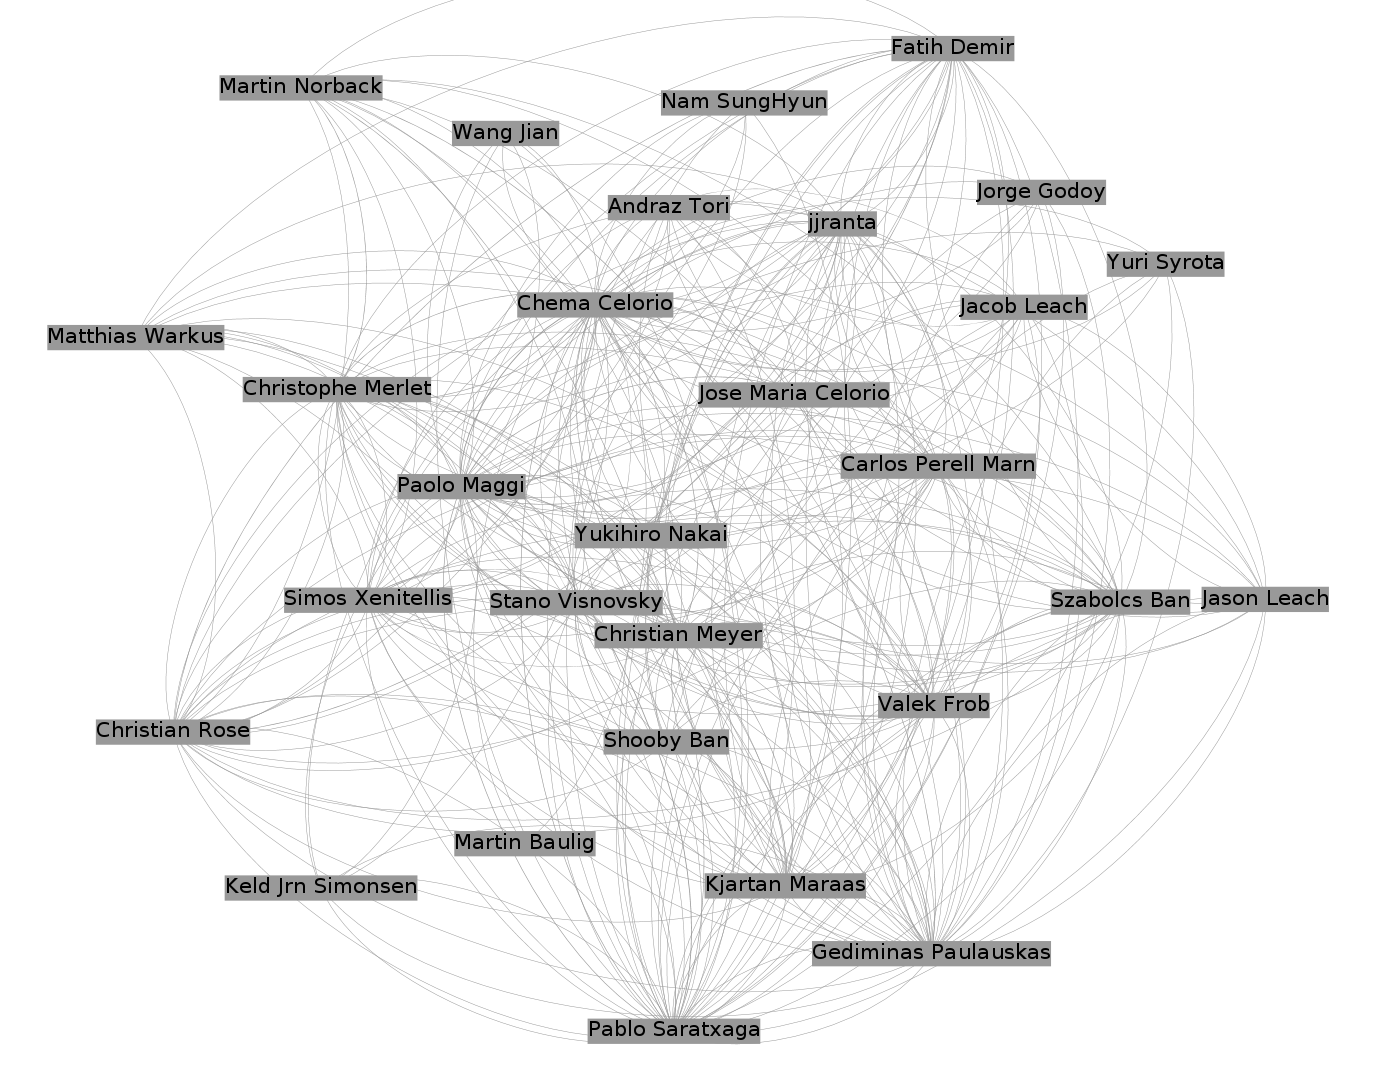 Fatih Demir
Martin Norback
Nam SungHyun
Wang Jian
Jorge Godoy
Andraz Tori
jjranta
Yuri Syrota
Chema Celorio
Jacob Leach
Matthias Warkus
Christophe Merlet
Jose Maria Celorio
Carlos Perell Marn
Paolo Maggi
Yukihiro Nakai
Simos Xenitellis
Stano Visnovsky
Szabolcs Ban
Jason Leach
Christian Meyer
Valek Frob
Christian Rose
Shooby Ban
Martin Baulig
Keld Jrn Simonsen
Kjartan Maraas
Gediminas Paulauskas
Pablo Saratxaga